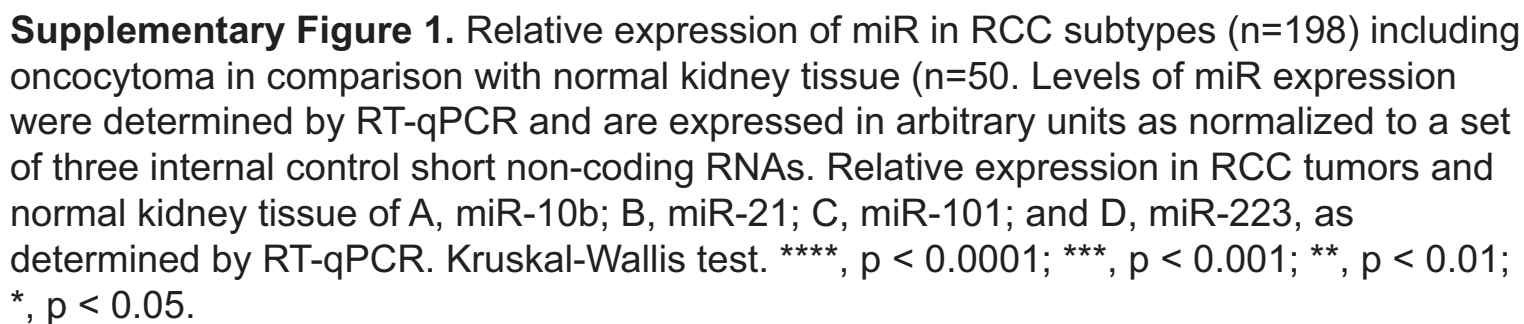 Supplementary Figure 1. Relative expression of miR in RCC subtypes (n=198) including
oncocytoma in comparison with normal kidney tissue (n=50. Levels of miR expression
were determined by RT-qPCR and are expressed in arbitrary units as normalized to a set
of three internal control short non-coding RNAs. Relative expression in RCC tumors and
normal kidney tissue of A, miR-10b; B, miR-21; C, miR-101; and D, miR-223, as
determined by RT-qPCR. Kruskal-Wallis test. ****, p < 0.0001; ***, p < 0.001; **, p < 0.01;
*, p < 0.05.